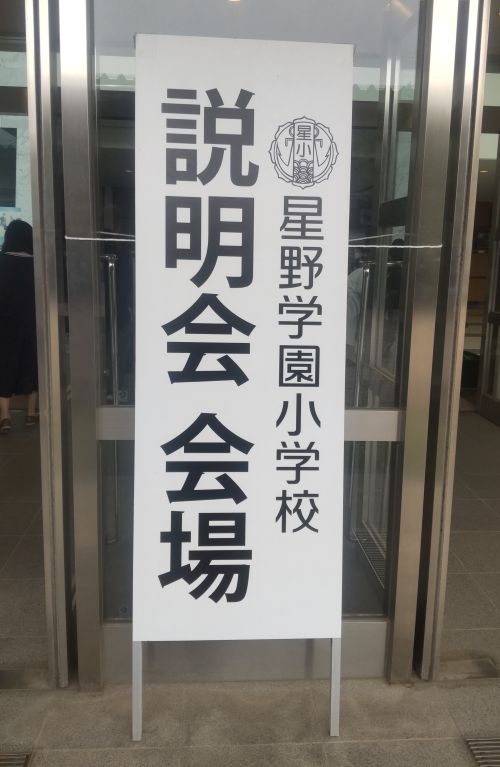 星小
星野学園小学校
説明会 会場